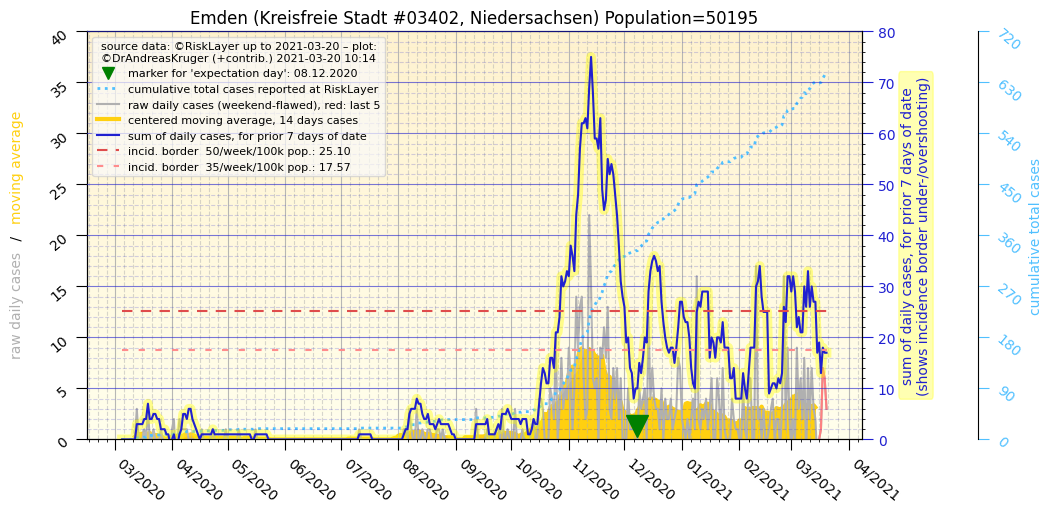 Emden (Kreisfreie Stadt #03402, Niedersachsen) Population=50195
source data: ©RiskLayer up to 2021-03-20 – plot:
©DrAndreasKruger (+contrib.) 2021-03-20 10:14
marker for 'expectation day': 08.12.2020
cumulative total cases reported at RiskLayer
raw daily cases (weekend-flawed), red: last 5
centered moving average, 14 days cases
sum of daily cases, for prior 7 days of date
incid. border  50/week/100k pop.: 25.10
incid. border  35/week/100k pop.: 17.57
raw daily cases  /  moving average
40
35
30
25
20
15
10
5
0
80
70
60
50
40
30
20
10
0
sum of daily cases, for prior 7 days of date
(shows incidence border under-/overshooting)
720
630
540
450
360
270
180
90
0
cumulative total cases
03/2020
04/2020
05/2020
06/2020
07/2020
08/2020
09/2020
10/2020
11/2020
12/2020
01/2021
02/2021
03/2021
04/2021